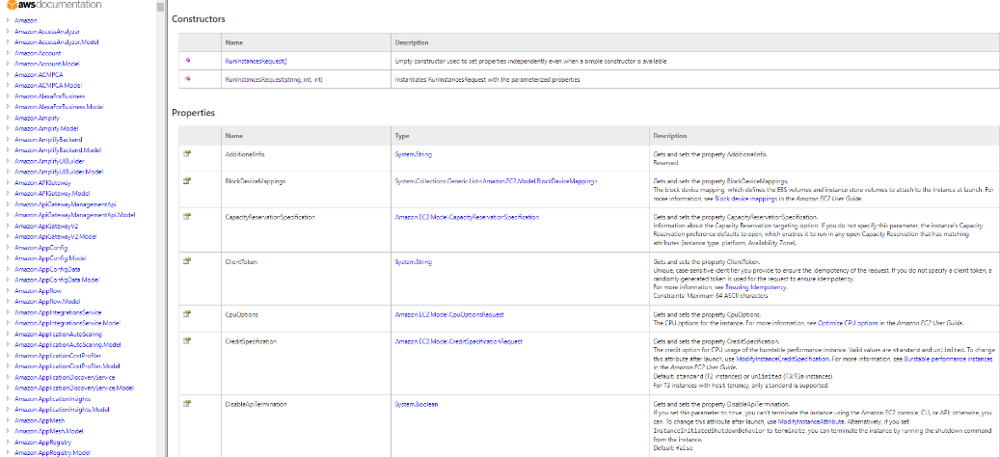 awsdocumentation
Amazon
Amazon.AccessAnalyzer
Amazon.AccessAnalyzer.Model
Amazon.Account
Amazon.Account.Model
Amazon.ACMPCA
Amazon.ACMPCA.Model
Amazon.AlexaForBusiness
Amazon.AlexaForBusiness.Model
Amazon.Amplify
Amazon.Amplify.Model
Amazon.AmplifyBackend
Amazon.AmplifyBackend.Model
Amazon.AmplifyUIBuilder
Amazon.AmplifyUIBuilder.Model
Amazon.APIGateway
Amazon.APIGateway.Model
Amazon.ApiGatewayManagementApi
Amazon.ApiGatewayManagementApi.Model
Amazon.ApiGatewayV2
Amazon.ApiGatewayV2.Model
Amazon.AppConfig
Amazon.AppConfig.Model
Amazon.AppConfigData
Amazon.AppConfigData.Model
Amazon.Appflow
Amazon.Appflow.Model
Amazon.AppIntegrationsService
Amazon.AppIntegrationsService.Model
Amazon.ApplicationAutoScaling
Amazon.ApplicationAutoScaling.Model
Amazon.ApplicationCostProfiler
Amazon.ApplicationCostProfiler.Model
Amazon.ApplicationDiscoveryService
Amazon.ApplicationDiscoveryService.Model
Amazon.ApplicationInsights
Amazon.ApplicationInsights.Model
Amazon.AppMesh
Amazon.AppMesh.Model
Amazon.AppRegistry
Amazon.AppRegistry.Model
Constructors
Name Description
RunInstancesRequest() Empty constructor used to set properties independently even when a simple constructor is available
RunInstancesRequest(string, int, int) Instantiates RunInstancesRequest with the parameterized properties
Properties
Name Type Description
AdditionalInfo System.String Gets and sets the property AdditionalInfo.
Reserved.
BlockDeviceMappings System.Collections.Generic.List<Amazon.EC2.Model.BlockDeviceMapping> Gets and sets the property BlockDeviceMappings.
The block device mapping, which defines the EBS volumes and instance store volumes to attach to the instance at launch. For
more information, see Block device mappings in the Amazon EC2 User Guide.
CapacityReservationSpecification Amazon.EC2.Model.CapacityReservationSpecification Gets and sets the property CapacityReservationSpecification.
Information about the Capacity Reservation targeting option. If you do not specify this parameter, the instance's Capacity
Reservation preference defaults to open, which enables it to run in any open Capacity Reservation that has matching
attributes (instance type, platform, Availability Zone).
ClientToken System.String Gets and sets the property ClientToken.
Unique, case-sensitive identifier you provide to ensure the idempotency of the request. If you do not specify a client token, a
randomly generated token is used for the request to ensure idempotency.
For more information, see Ensuring Idempotency.
Constraints: Maximum 64 ASCII characters
CpuOptions Amazon.EC2.Model.CpuOptionsRequest Gets and sets the property CpuOptions.
The CPU options for the instance. For more information, see Optimize CPU options in the Amazon EC2 User Guide.
CreditSpecification Amazon.EC2.Model.CreditSpecificationRequest Gets and sets the property CreditSpecification.
The credit option for CPU usage of the burstable performance instance. Valid values are standard and unlimited. To change
this attribute after launch, use ModifyInstanceCreditSpecification. For more information, see Burstable performance instances
in the Amazon EC2 User Guide.
Default: standard (T2 instances) or unlimited (T3/T3a instances)
For T3 instances with host tenancy, only standard is supported.
DisableApiTermination System.Boolean Gets and sets the property DisableApiTermination.
If you set this parameter to true, you can't terminate the instance using the Amazon EC2 console, CLI, or API; otherwise, you
can. To change this attribute after launch, use ModifyInstanceAttribute. Alternatively, if you set
InstanceInitiatedShutdownBehavior to terminate, you can terminate the instance by running the shutdown command
from the instance.
Default: false